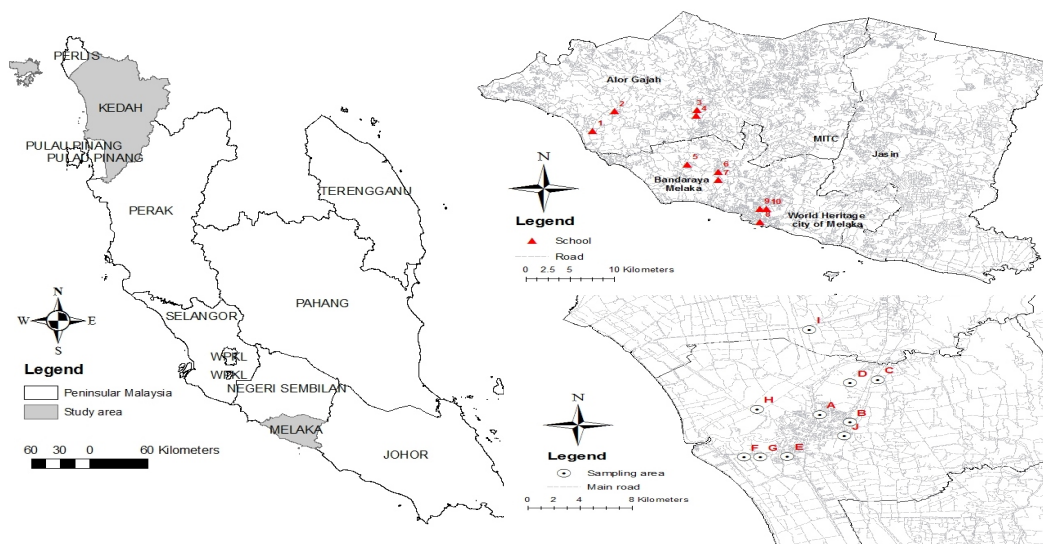 PERLIS
KEDAH
PULAU PINANG
PULAU PINANG
PERAK
TERENGGANU
PAHANG
SELANGOR
WPKL
WPKL
NEGERI SEMBILAN
MELAKA
JOHOR
N
W E
S
Legend
Peninsular Malaysia
Study area
60 30 0 60 Kilometers
Alor Gajah
1
2
3
4
MITC
Jasin
5
6
7
Bandaraya
Melaka
9 10
8
World Heritage
city of Melaka
N
Legend
School
Road
0 2.5 5 10 Kilometers
I
D
C
H
A
B
J
F
G
E
N
Legend
Sampling area
Main road
0 2 4 8 Kilometers